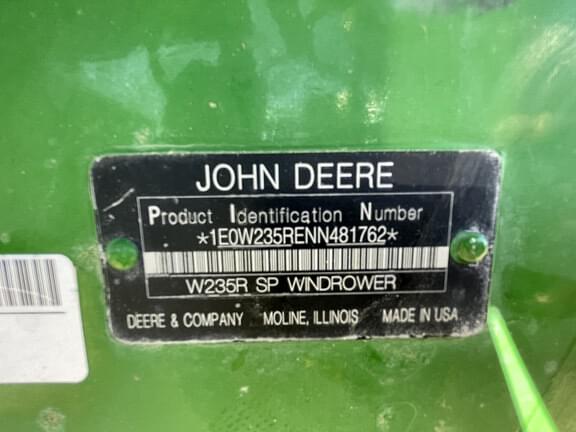 JOHN DEERE
Product Identification Number
*1E0W235RENN481762*
W235R SP WINDROWER
DEERE & COMPANY MOLINE, ILLINOIS MADE IN USA